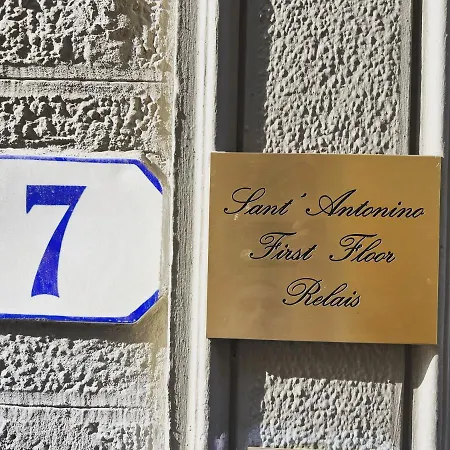 7
Sant' Antonino
First Floor
Relais